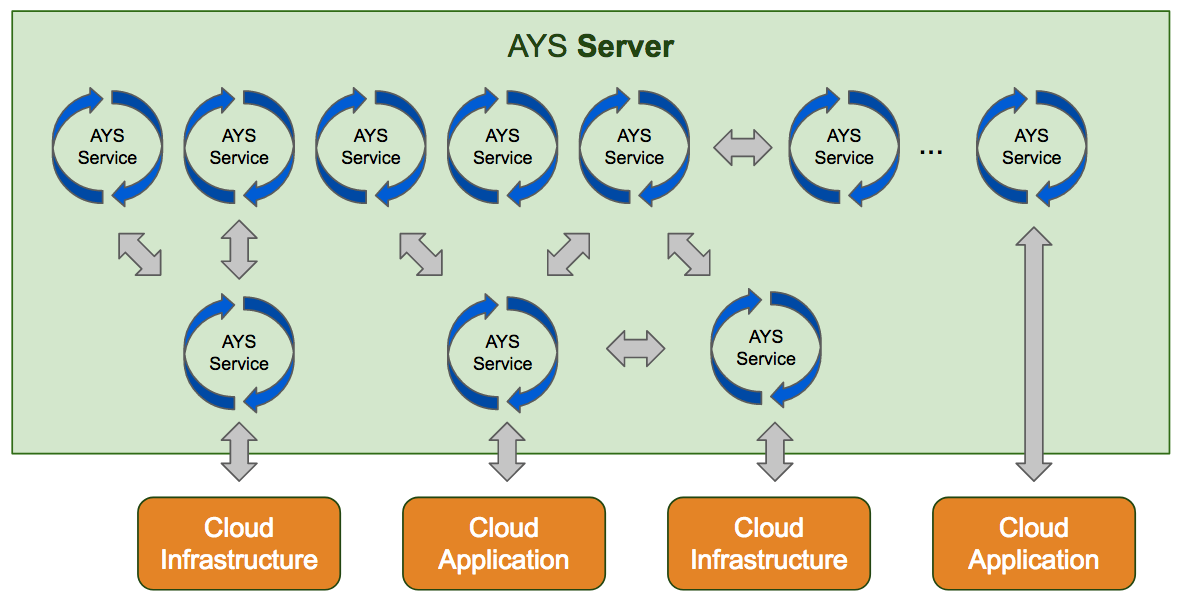 AYS Server
AYS
Service
AYS
Service
AYS
Service
AYS
Service
AYS
Service
AYS
Service
...
AYS
Service
AYS
Service
AYS
Service
AYS
Service
Cloud
Infrastructure
Cloud
Application
Cloud
Infrastructure
Cloud
Application